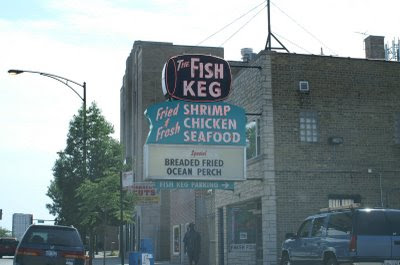 The FISH
KEG
Fried
&
Fresh
SHRIMP
CHICKEN
SEAFOOD
Special
BREADED FRIED
OCEAN PERCH
FISH KEG PARKING